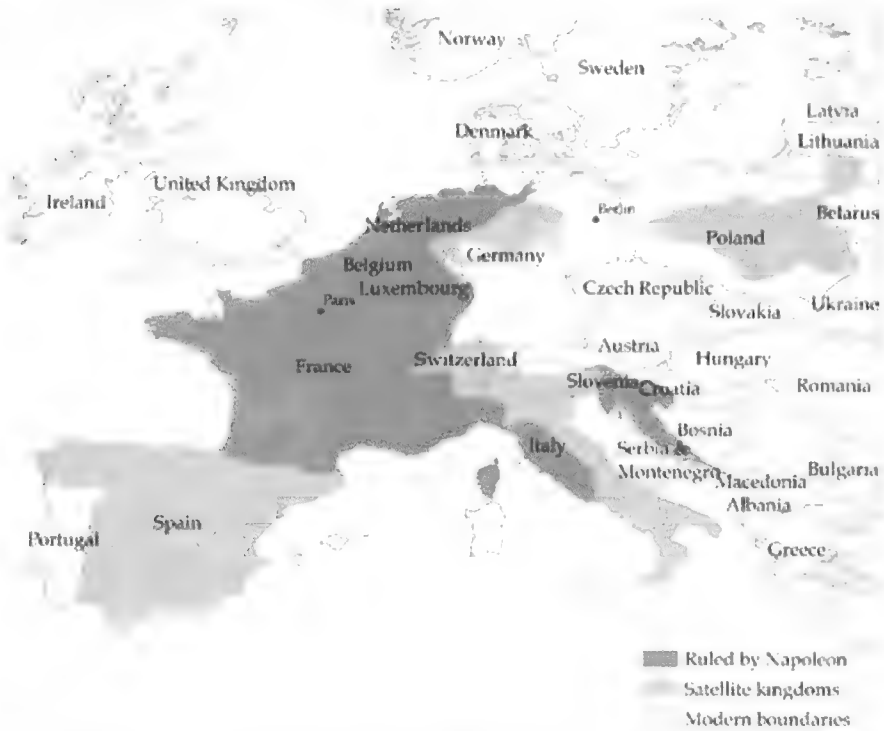 Norway
Sweden
Latvia
Denmark
Lithuania
United Kingdom
Ireland
Berlin
Belarus
Netherlands
Poland
Germany
Belgium
Czech Republic
Luxembourg
Paris
Slovakia
Ukraine
Austria
Switzerland
Hungary
France
Slovenia
Croatia
Romania
Bosnia
Italy
Serbia &
Montenegro
Bulgaria
Macedonia
Albania
Spain
Portugal
Greece
Ruled by Napoleon
Satellite kingdoms
Modern boundaries